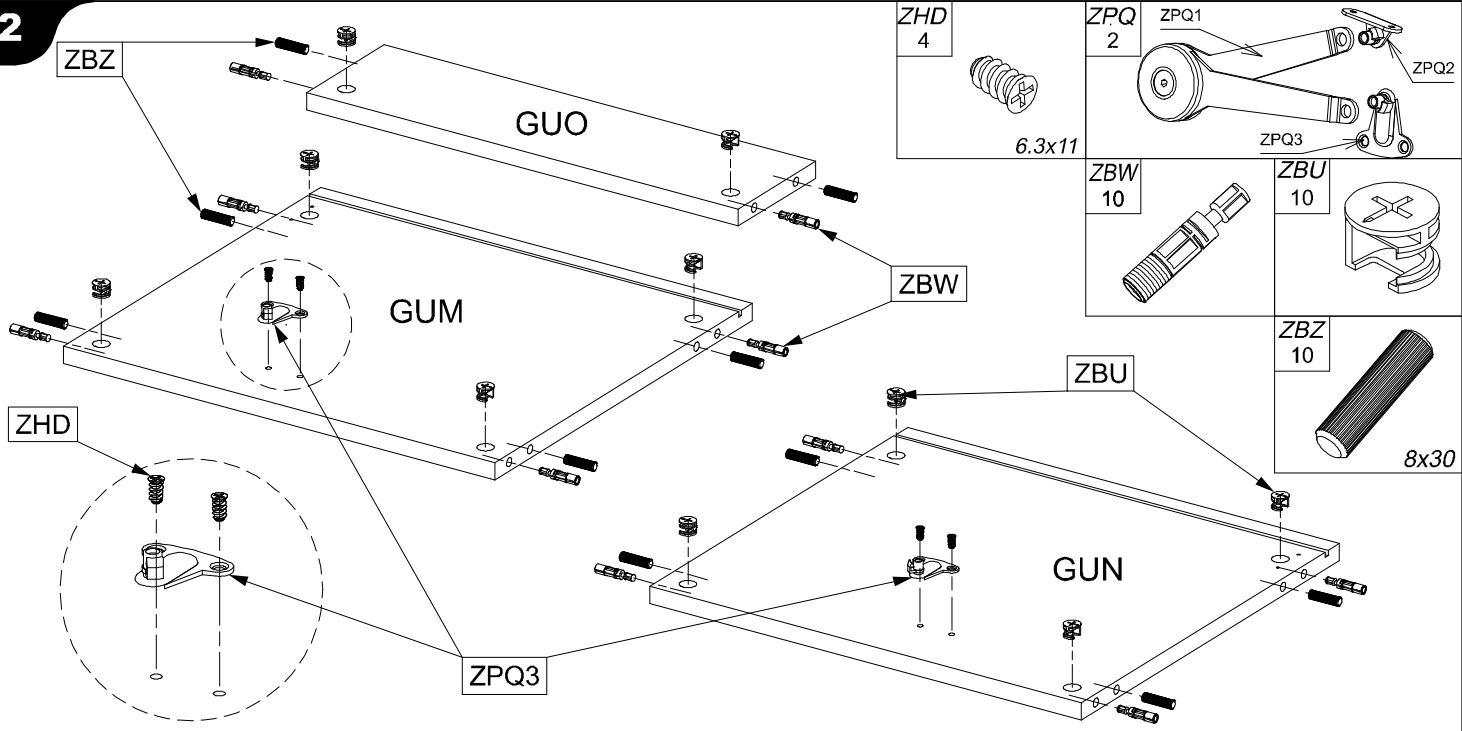 2
ZBZ
GUO
ZHD
4
6.3x11
ZPQ
2
ZPQ1
ZPQ2
ZPQ3
ZBW
10
ZBU
10
ZBZ
10
8x30
GUM
ZBW
ZBU
ZHD
GUN
ZPQ3